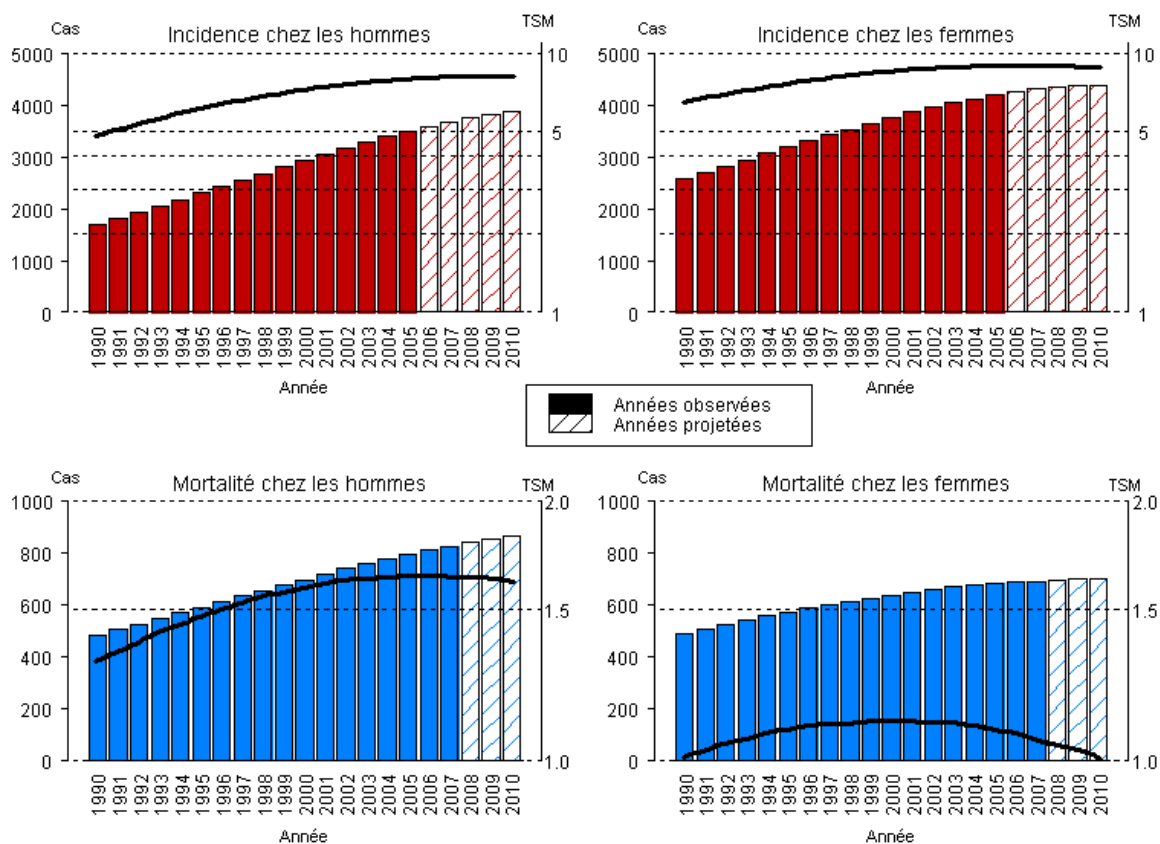 Cas
TSM
Incidence chez les hommes
5000
4000
3000
2000
1000
0
10
5
1
1990 1991 1992 1993 1994 1995 1996 1997 1998 1999 2000 2001 2002 2003 2004 2005 2006 2007 2008 2009 2010
Année
Cas
TSM
Incidence chez les femmes
5000
4000
3000
2000
1000
0
10
5
1
1990 1991 1992 1993 1994 1995 1996 1997 1998 1999 2000 2001 2002 2003 2004 2005 2006 2007 2008 2009 2010
Année
Années observées
Années projetées
Cas
TSM
Mortalité chez les hommes
1000
800
600
400
200
0
2.0
1.5
1.0
1990 1991 1992 1993 1994 1995 1996 1997 1998 1999 2000 2001 2002 2003 2004 2005 2006 2007 2008 2009 2010
Année
Cas
TSM
Mortalité chez les femmes
1000
800
600
400
200
0
2.0
1.5
1.0
1990 1991 1992 1993 1994 1995 1996 1997 1998 1999 2000 2001 2002 2003 2004 2005 2006 2007 2008 2009 2010
Année